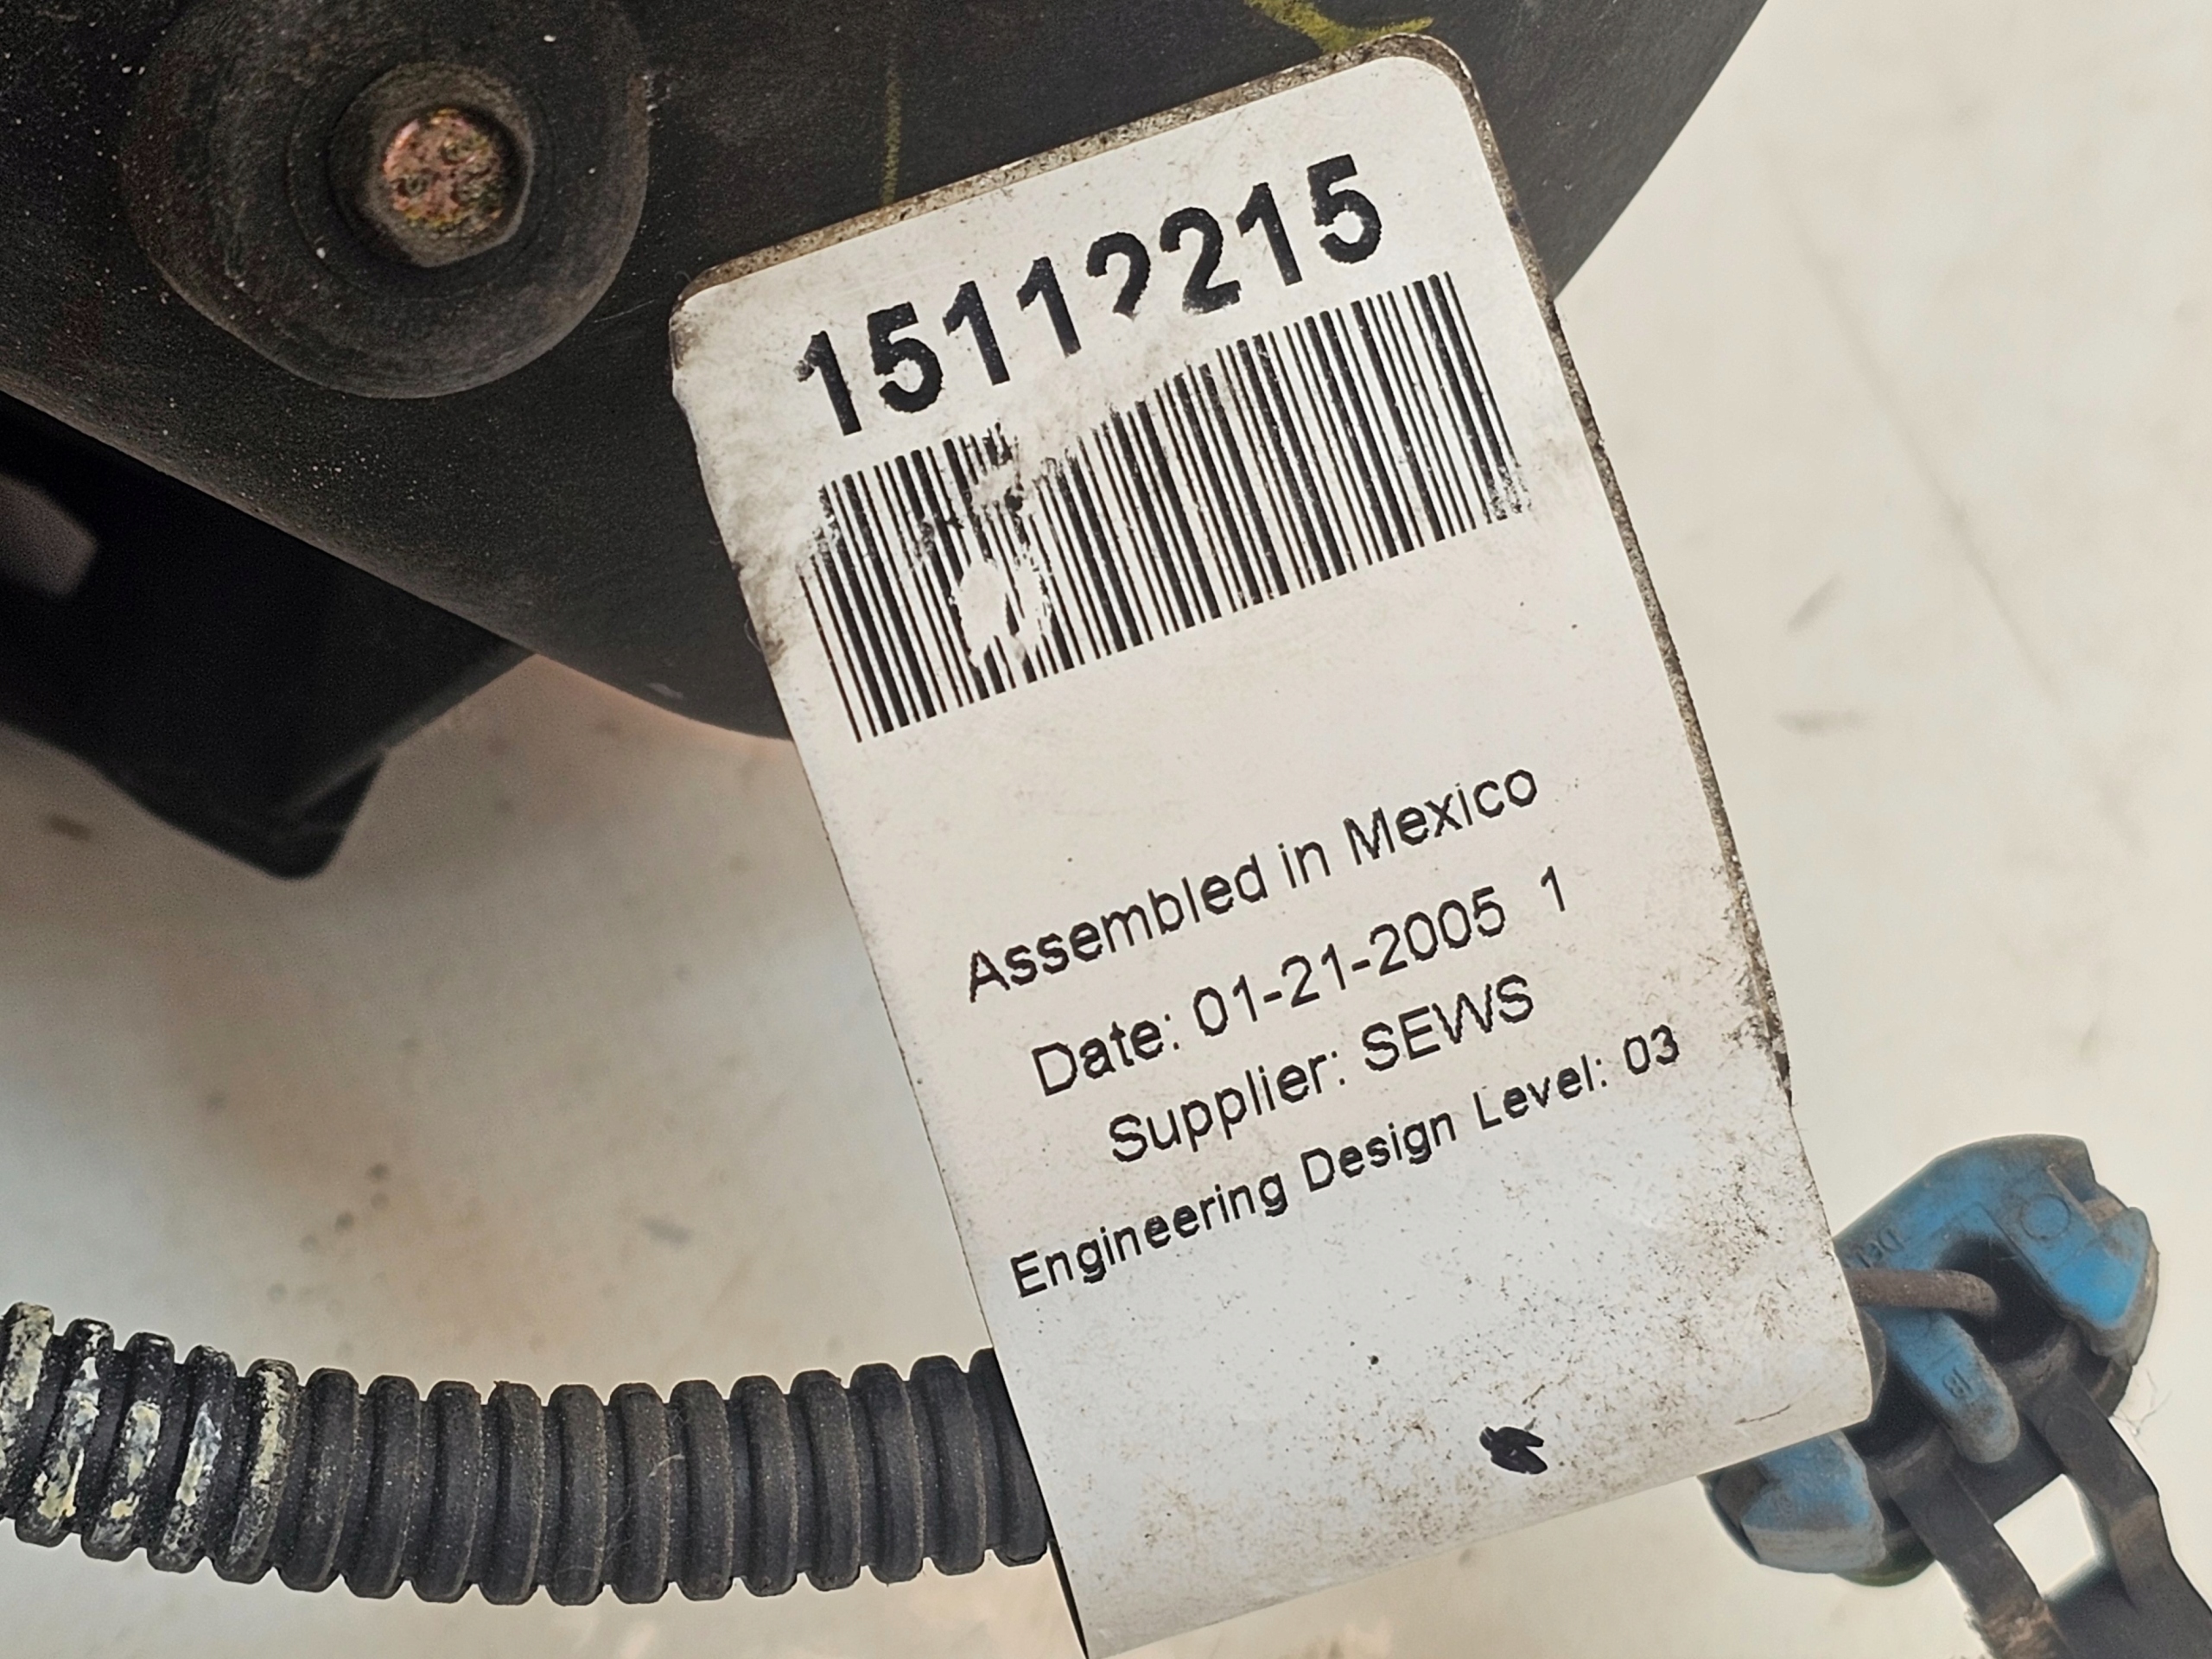 15112215
Assembled in Mexico
Date: 01-21-2005 1
Supplier: SEWS
Engineering Design Level: 03